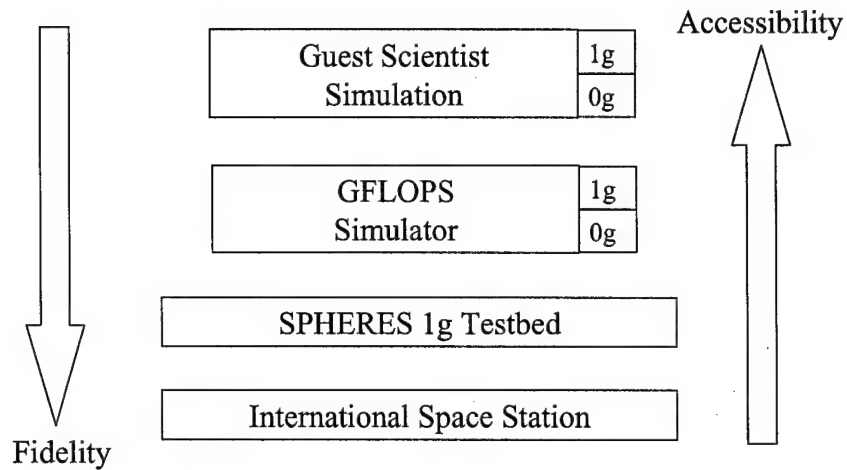 Accessibility
Guest Scientist
Simulation
1g
0g
GFLOPS
Simulator
1g
0g
SPHERES 1g Testbed
International Space Station
Fidelity